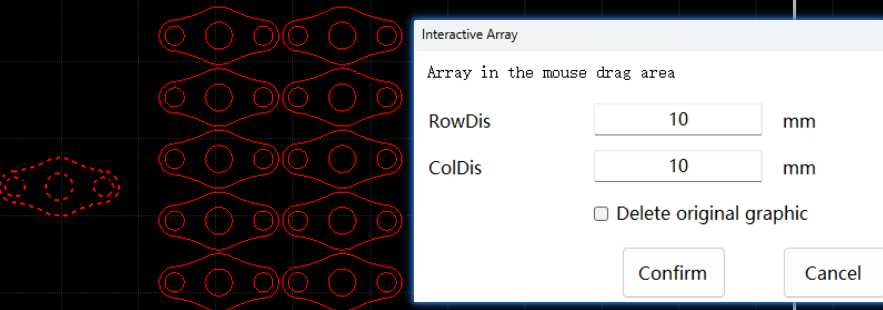 Interactive Array
Array in the mouse drag area
RowDis 10 mm
ColDis 10 mm
Delete original graphic
Confirm Cancel